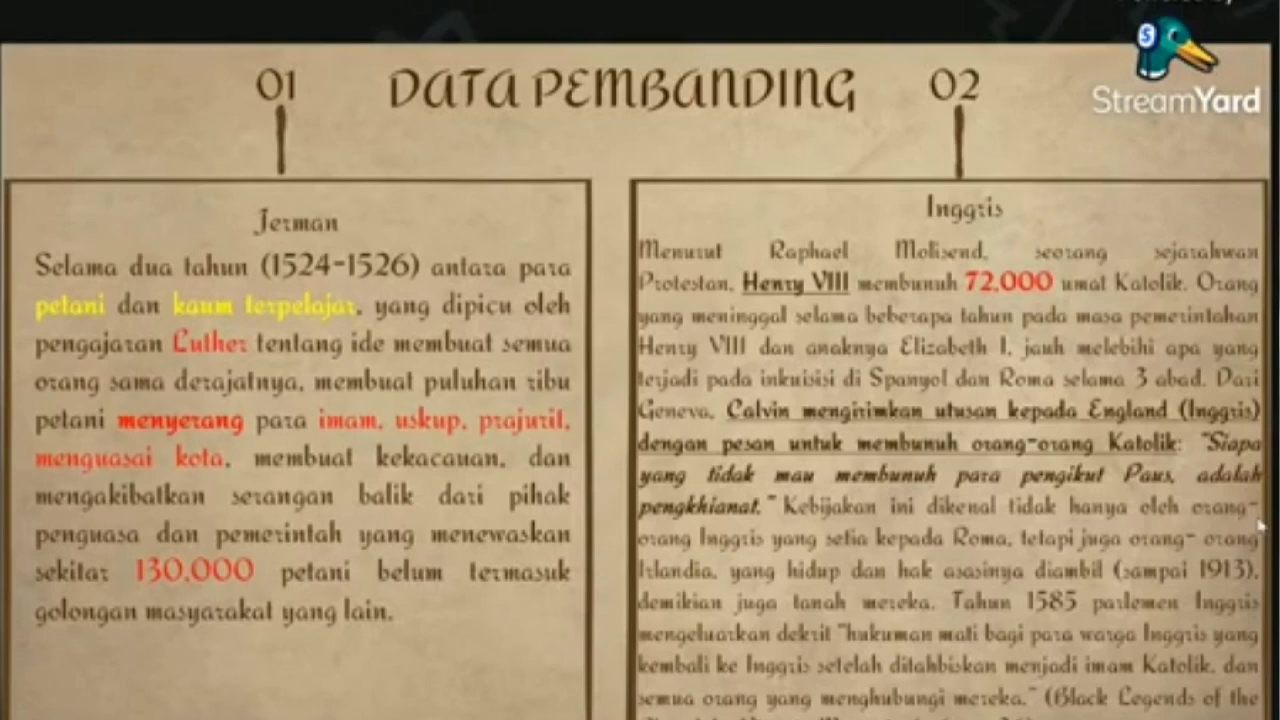 StreamYard
01 DATA PEMBANDING 02
Jerman
Selama dua tahun (1524-1526) antara para
petani dan kaum terpelajar, yang dipicu oleh
pengajaran Luther tentang ide membuat semua
orang sama derajatnya, membuat puluhan ribu
petani menyerang para imam, uskup, prajurit,
menguasai kota, membuat kekacauan, dan
mengakibatkan serangan balik dari pihak
penguasa dan pemerintah yang menewaskan
sekitar 130.000 petani belum termasuk
golongan masyarakat yang lain.
Inggris
Menurut Raphael Molisend, seorang sejarahwan
Protestan, Henry VIII membunuh 72.000 umat Katolik. Orang
yang meninggal selama beberapa tahun pada masa pemerintahan
Henry VIII dan anaknya Elizabeth I, jauh melebihi apa yang
terjadi pada inkuisisi di Spanyol dan Roma selama 3 abad. Dari
Geneva, Calvin mengirimkan utusan kepada England (Inggris)
dengan pesan untuk membunuh orang-orang Katolik: "Siapa
yang tidak mau membunuh para pengikut Paus, adalah
pengkhianat." Kebijakan ini dikenal tidak hanya oleh orang-
orang Inggris yang setia kepada Roma, tetapi juga orang- orang
Irlandia, yang hidup dan hak asasinya diambil (sampai 1913),
demikian juga tanah mereka. Tahun 1585 parlemen Inggris
mengeluarkan dekrit "hukuman mati bagi para warga Inggris yang
kembali ke Inggris setelah ditahbiskan menjadi imam Katolik, dan
semua orang yang menghubungi mereka." (Black Legends of the